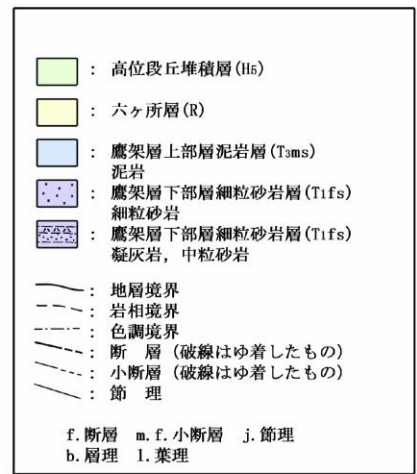 ： 高位段丘堆積層(H5)
： 六ヶ所層(R)
： 鷹架層上部層泥岩層(T3ms)
泥岩
： 鷹架層下部層細粒砂岩層(T1fs)
細粒砂岩
： 鷹架層下部層細粒砂岩層(T1fs)
凝灰岩，中粒砂岩
： 地層境界
： 岩相境界
： 色調境界
： 断　層（破線はゆ着したもの）
： 小断層（破線はゆ着したもの）
： 節　理
f.断層　m.f.小断層　j.節理
b.層理　l.葉理